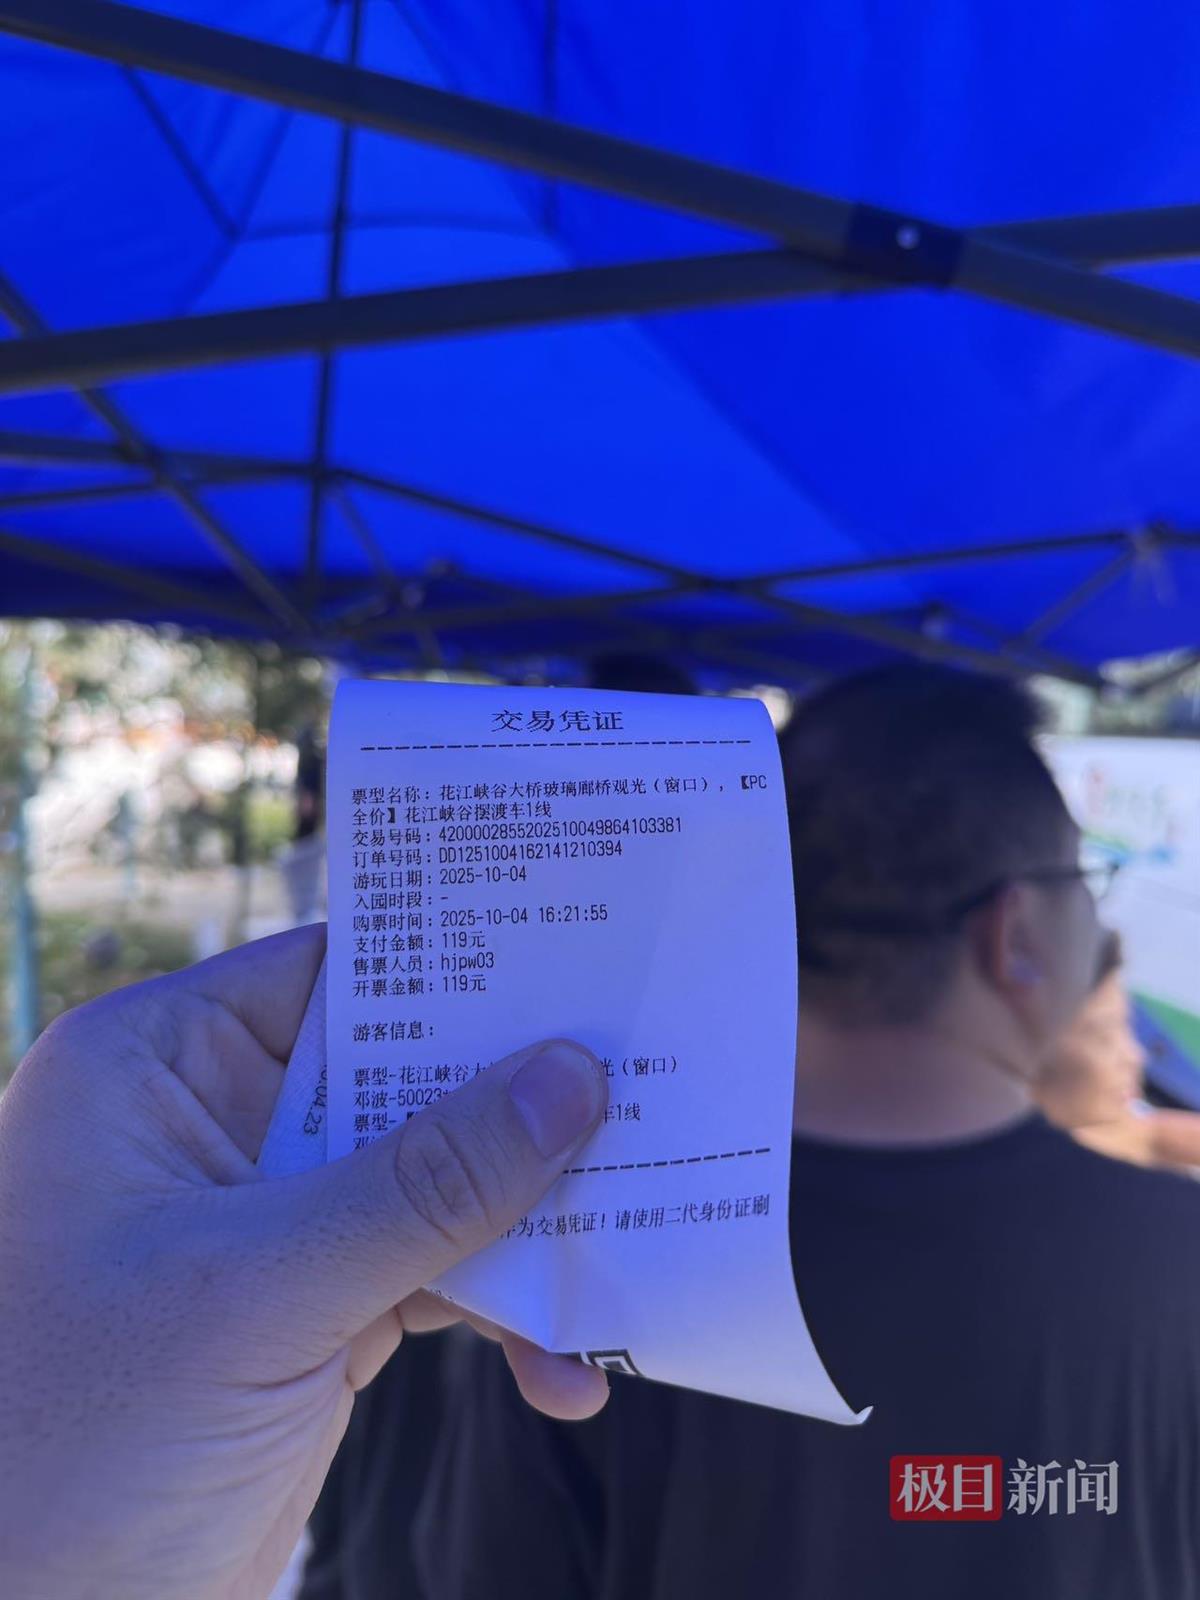 交易凭证
票型名称：花江峡谷大桥玻璃廊桥观光（窗口），【PC
全价】花江峡谷摆渡车1线
交易号码：4200002855202510049864103381
订单号码：DD1251004162141210394
游玩日期：2025-10-04
入园时段：-
购票时间：2025-10-04 16:21:55
支付金额：119元
售票人员：hjpw03
开票金额：119元
游客信息：
票型-花江峡谷大 光（窗口）
邓波-50023*
票型-【 车1线
作为交易凭证！请使用二代身份证刷
极目新闻